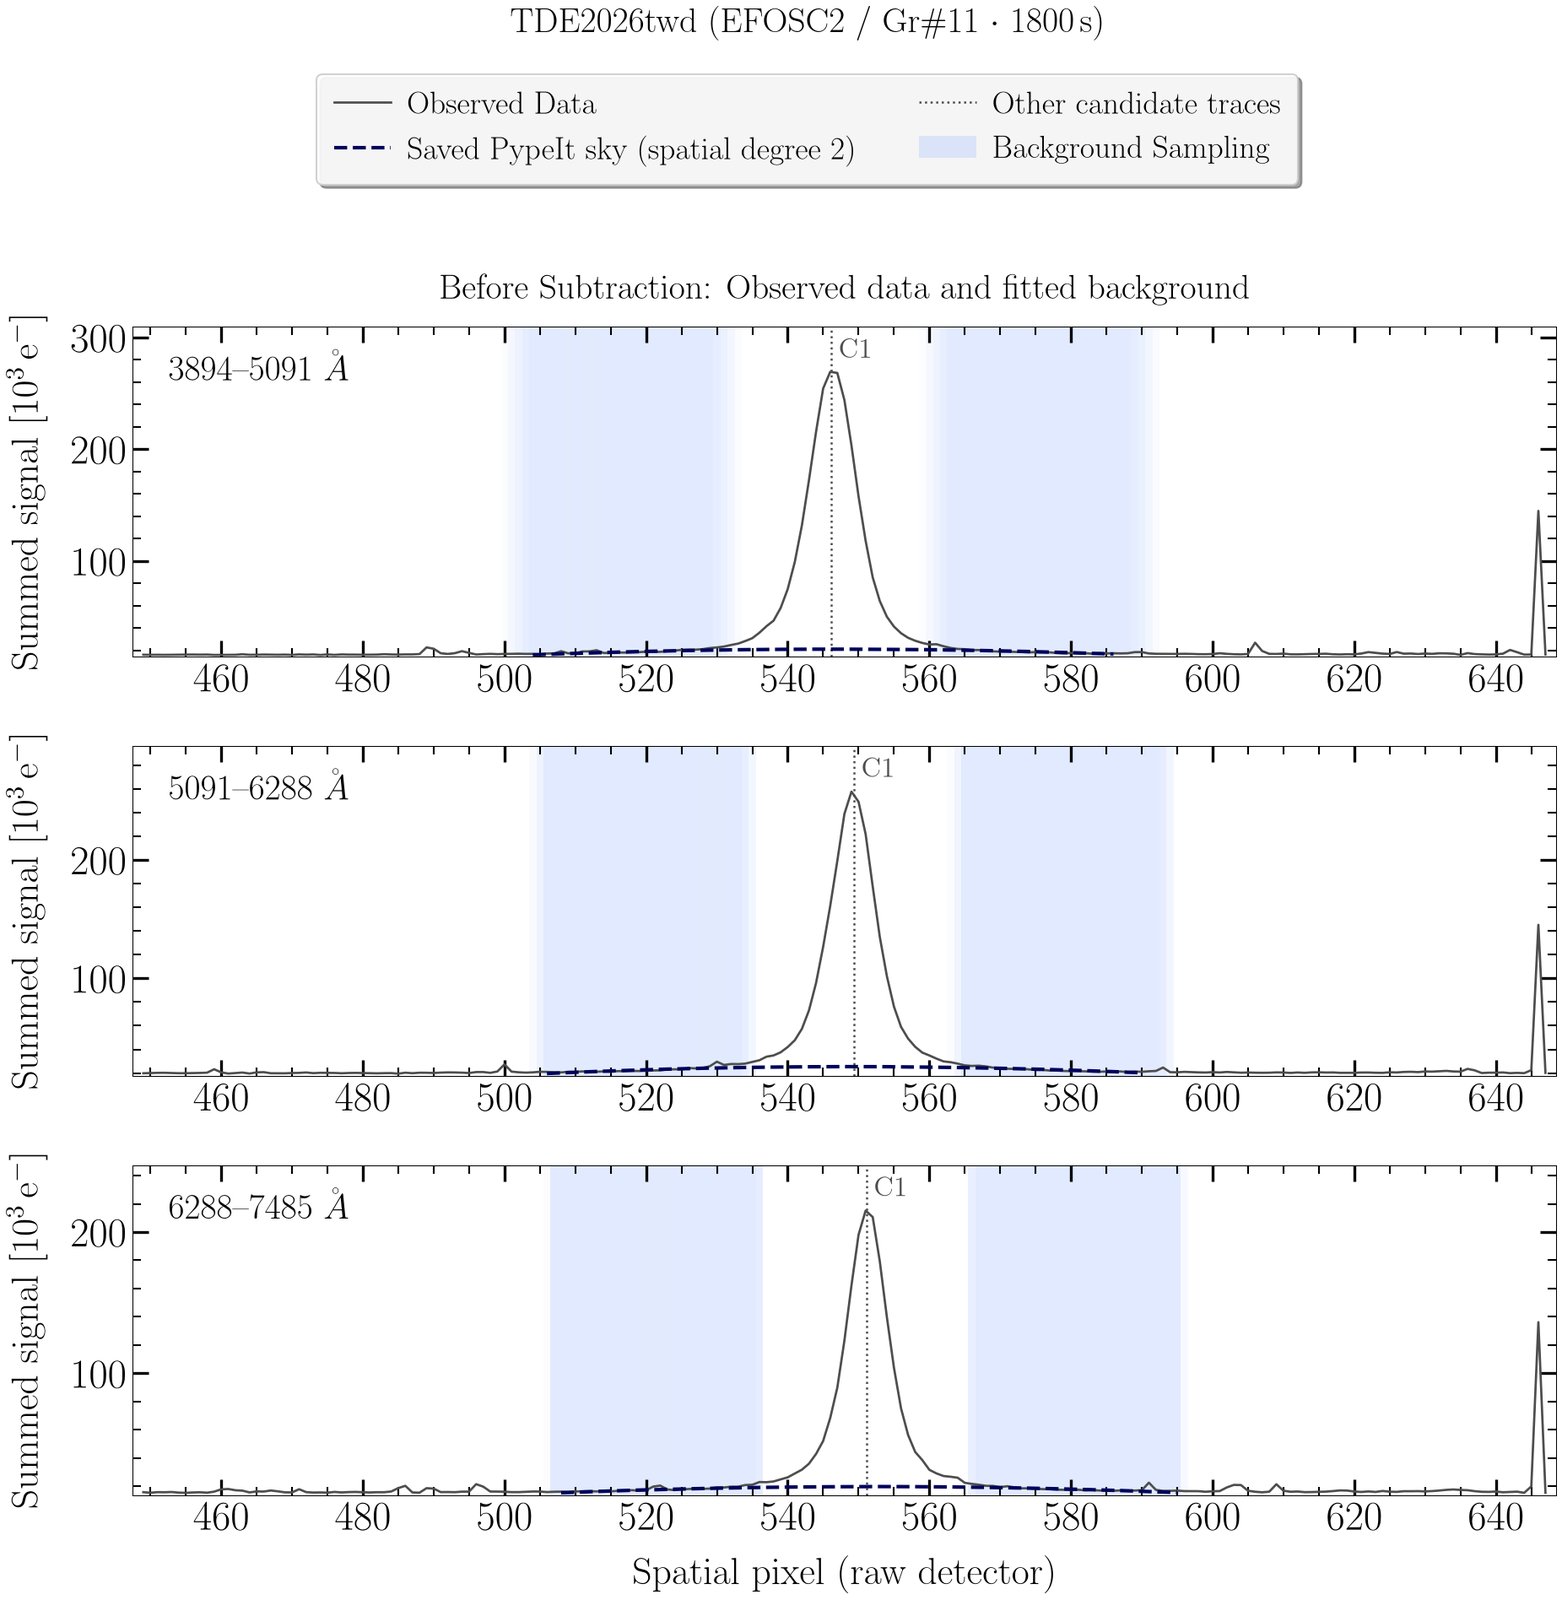 TDE2026twd (EFOSC2 / Gr#11 · 1800 s)
Observed Data
Saved PypeIt sky (spatial degree 2)
Other candidate traces
Background Sampling
Before Subtraction: Observed data and fitted background
Summed signal [10³ e⁻]
300
200
100
3894–5091 Å
C1
460 480 500 520 540 560 580 600 620 640
Summed signal [10³ e⁻]
200
100
5091–6288 Å
C1
460 480 500 520 540 560 580 600 620 640
Summed signal [10³ e⁻]
200
100
6288–7485 Å
C1
460 480 500 520 540 560 580 600 620 640
Spatial pixel (raw detector)